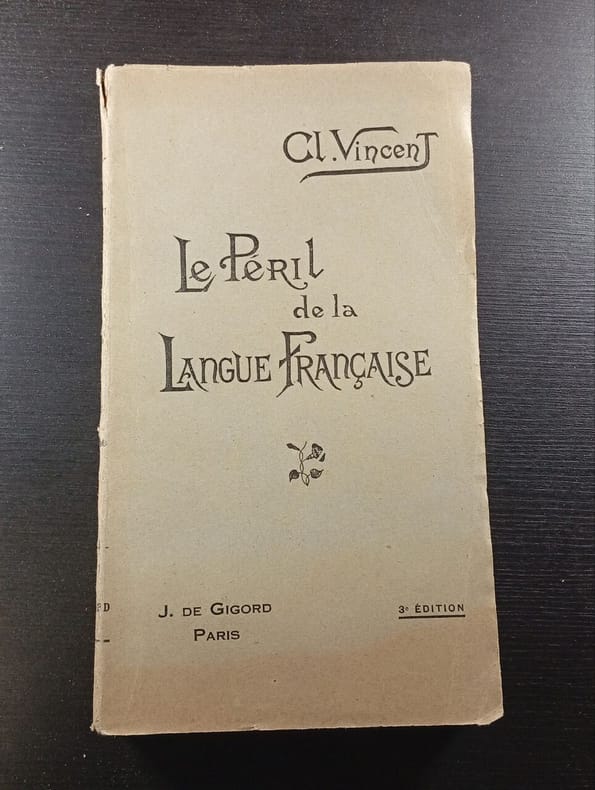 Cl. Vincent
Le Péril
de la
Langue Française
J. de Gigord
Paris
3e ÉDITION